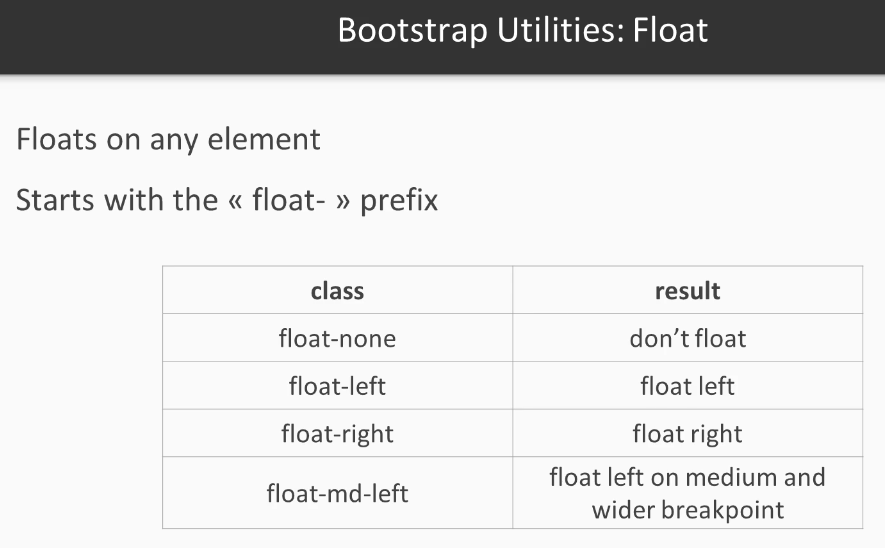 Bootstrap Utilities: Float
Floats on any element
Starts with the « float- » prefix
class result
float-none don’t float
float-left float left
float-right float right
float-md-left float left on medium and
wider breakpoint